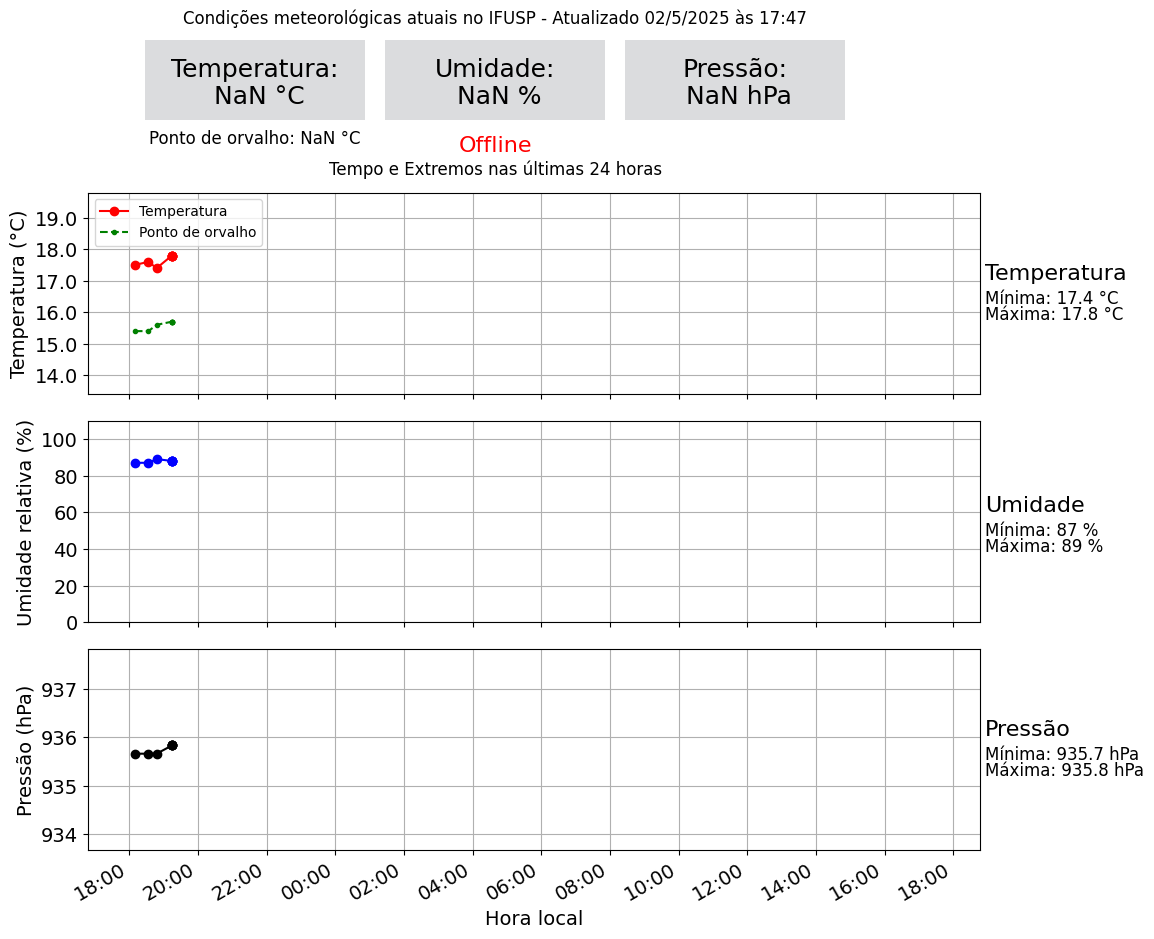 Condições meteorológicas atuais no IFUSP - Atualizado 02/5/2025 às 17:47
Temperatura:
NaN °C
Umidade:
NaN %
Pressão:
NaN hPa
Ponto de orvalho: NaN °C
Offline
Tempo e Extremos nas últimas 24 horas
Temperatura (°C)
19.0
18.0
17.0
16.0
15.0
14.0
Temperatura
Ponto de orvalho
Temperatura
Mínima: 17.4 °C
Máxima: 17.8 °C
Umidade relativa (%)
100
80
60
40
20
0
Umidade
Mínima: 87 %
Máxima: 89 %
Pressão (hPa)
937
936
935
934
Pressão
Mínima: 935.7 hPa
Máxima: 935.8 hPa
18:00 20:00 22:00 00:00 02:00 04:00 06:00 08:00 10:00 12:00 14:00 16:00 18:00
Hora local